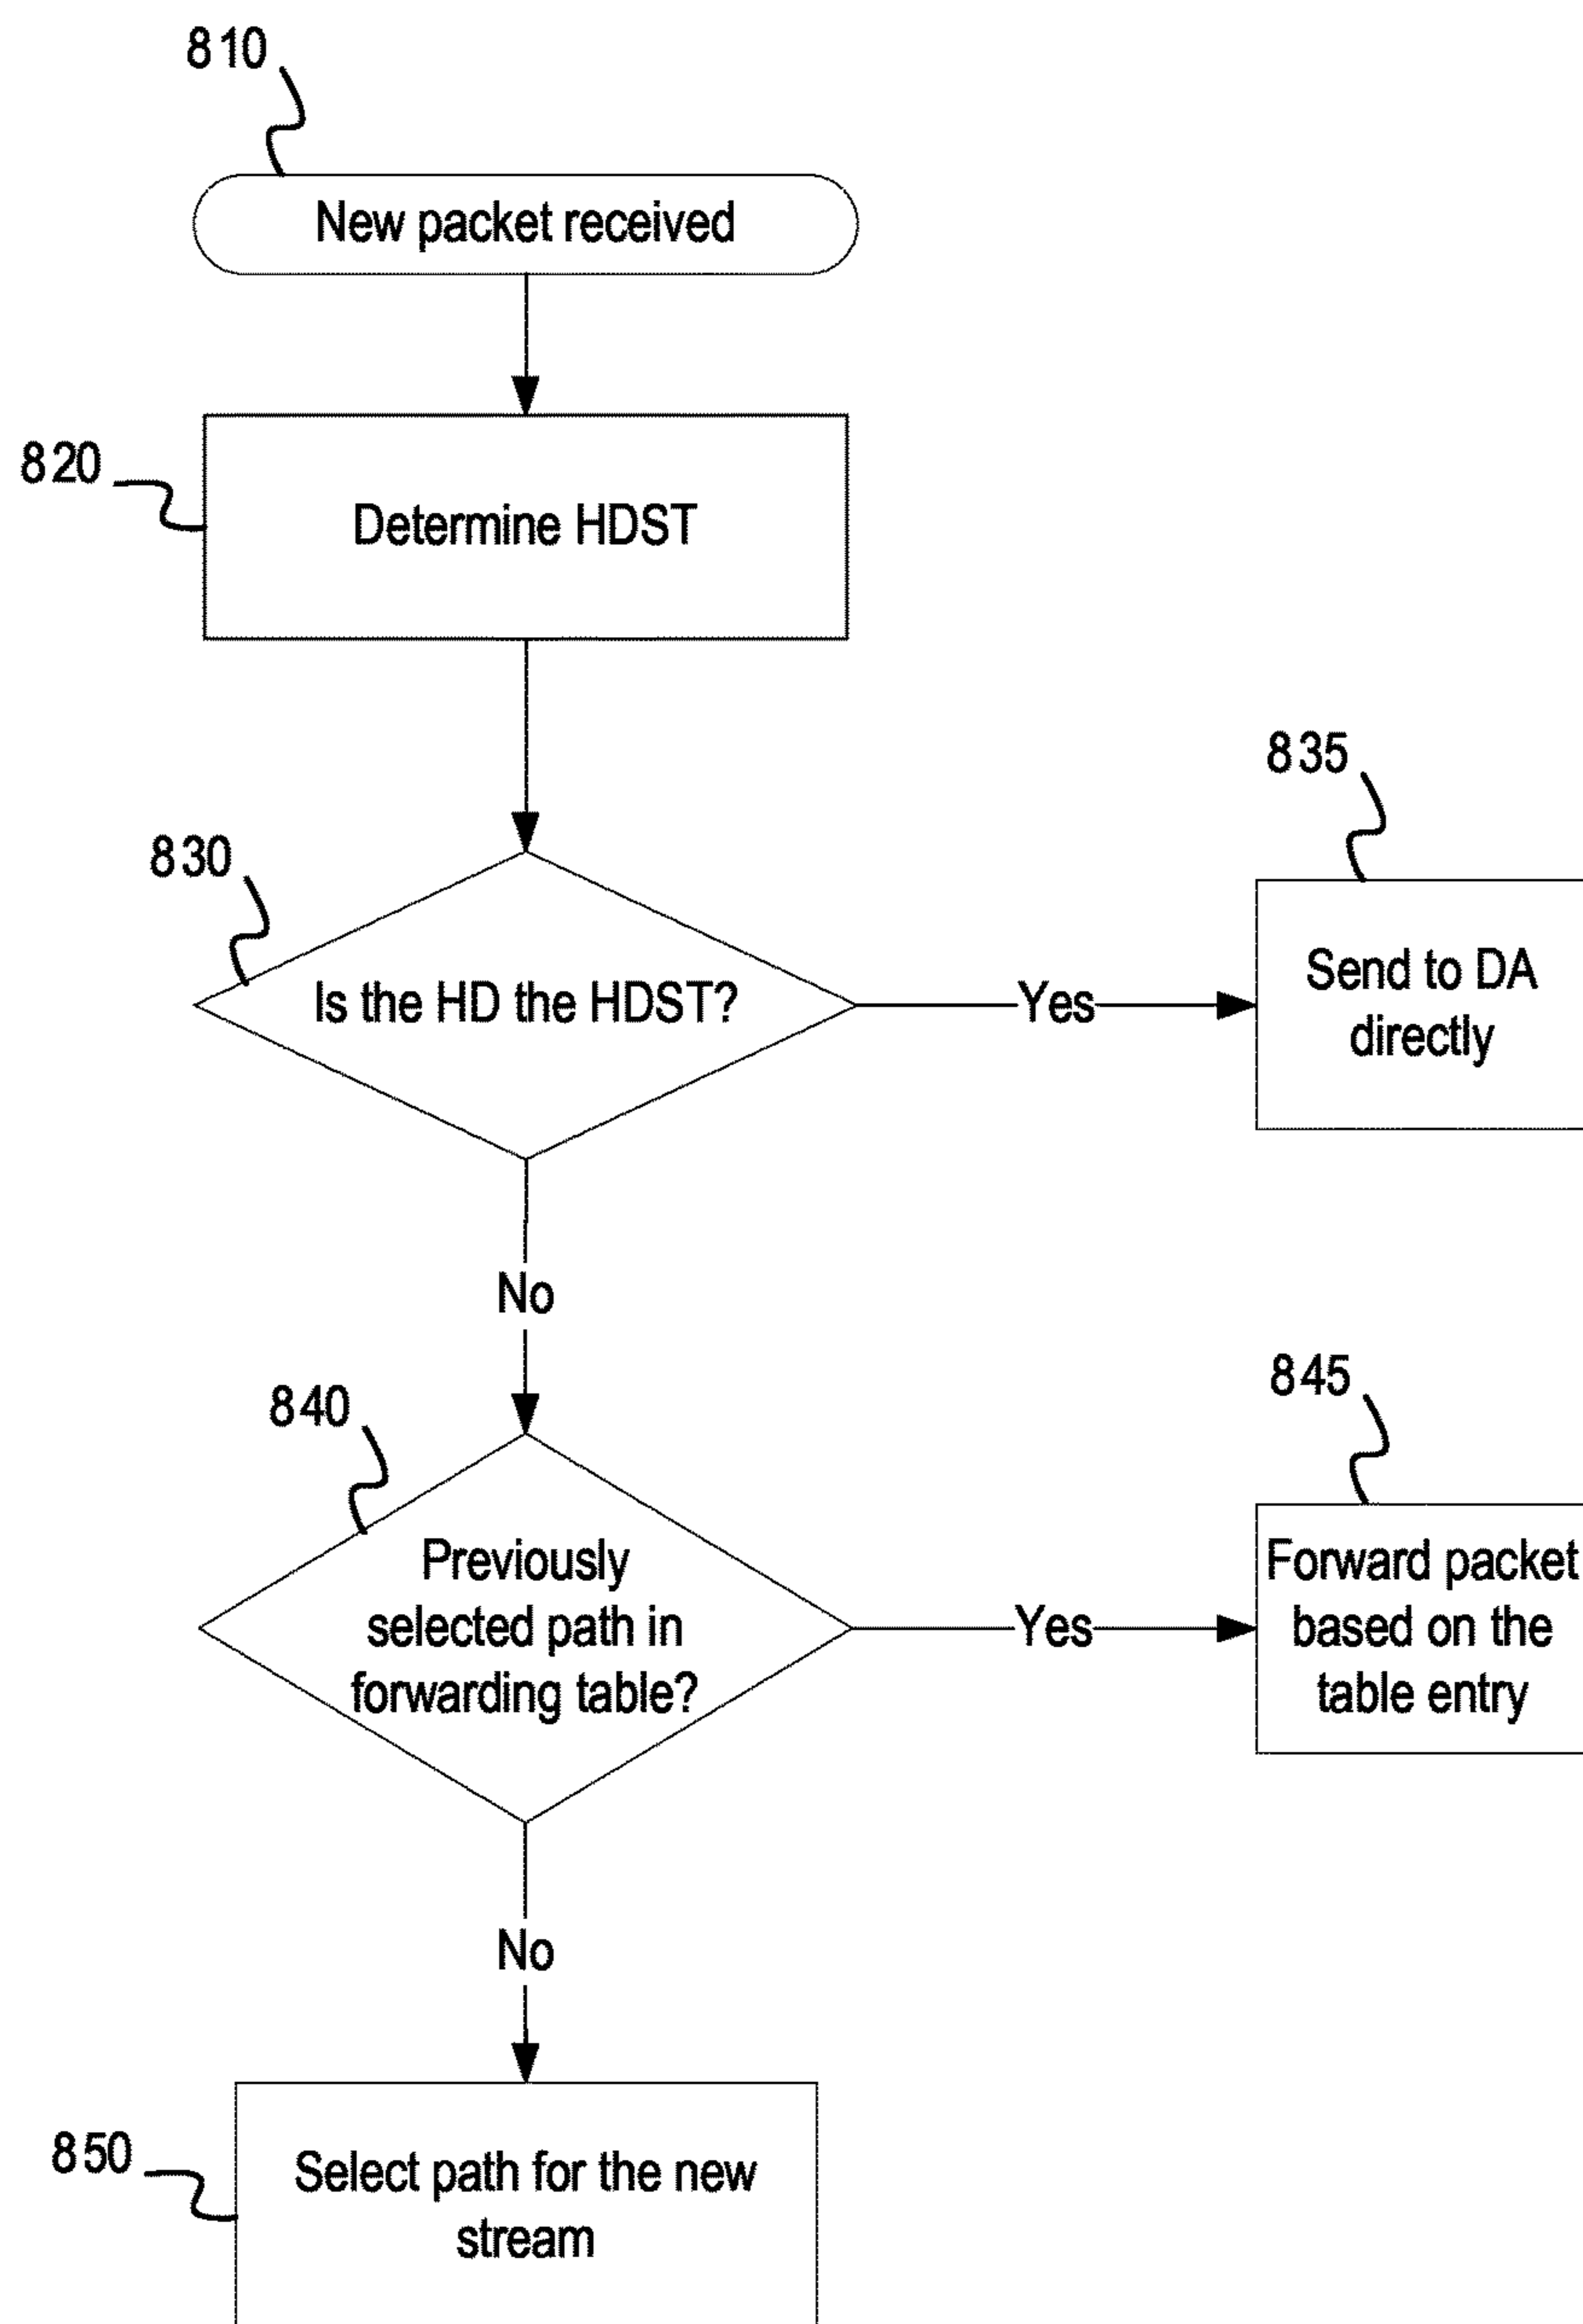 810
New packet received
820
Determine HDST
835
830
Is the HD the HDST?
Yes
Send to DA
directly
No
845
840
Previously
selected path in
forwarding table?
Yes
Forward packet
based on the
table entry
No
850
Select path for the new
stream